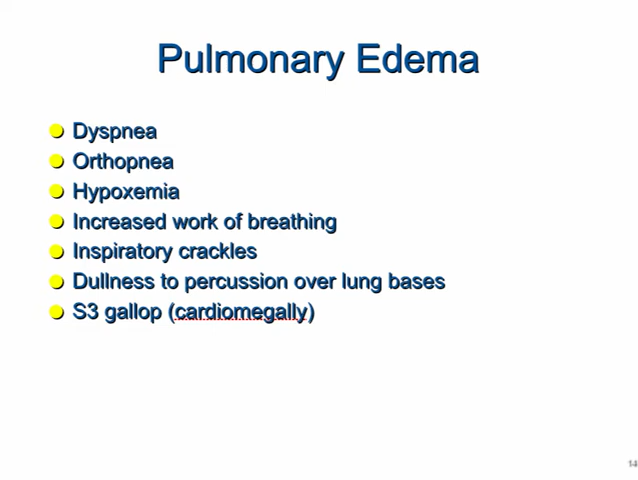 Pulmonary Edema
Dyspnea
Orthopnea
Hypoxemia
Increased work of breathing
Inspiratory crackles
Dullness to percussion over lung bases
S3 gallop (cardiomegally)
14